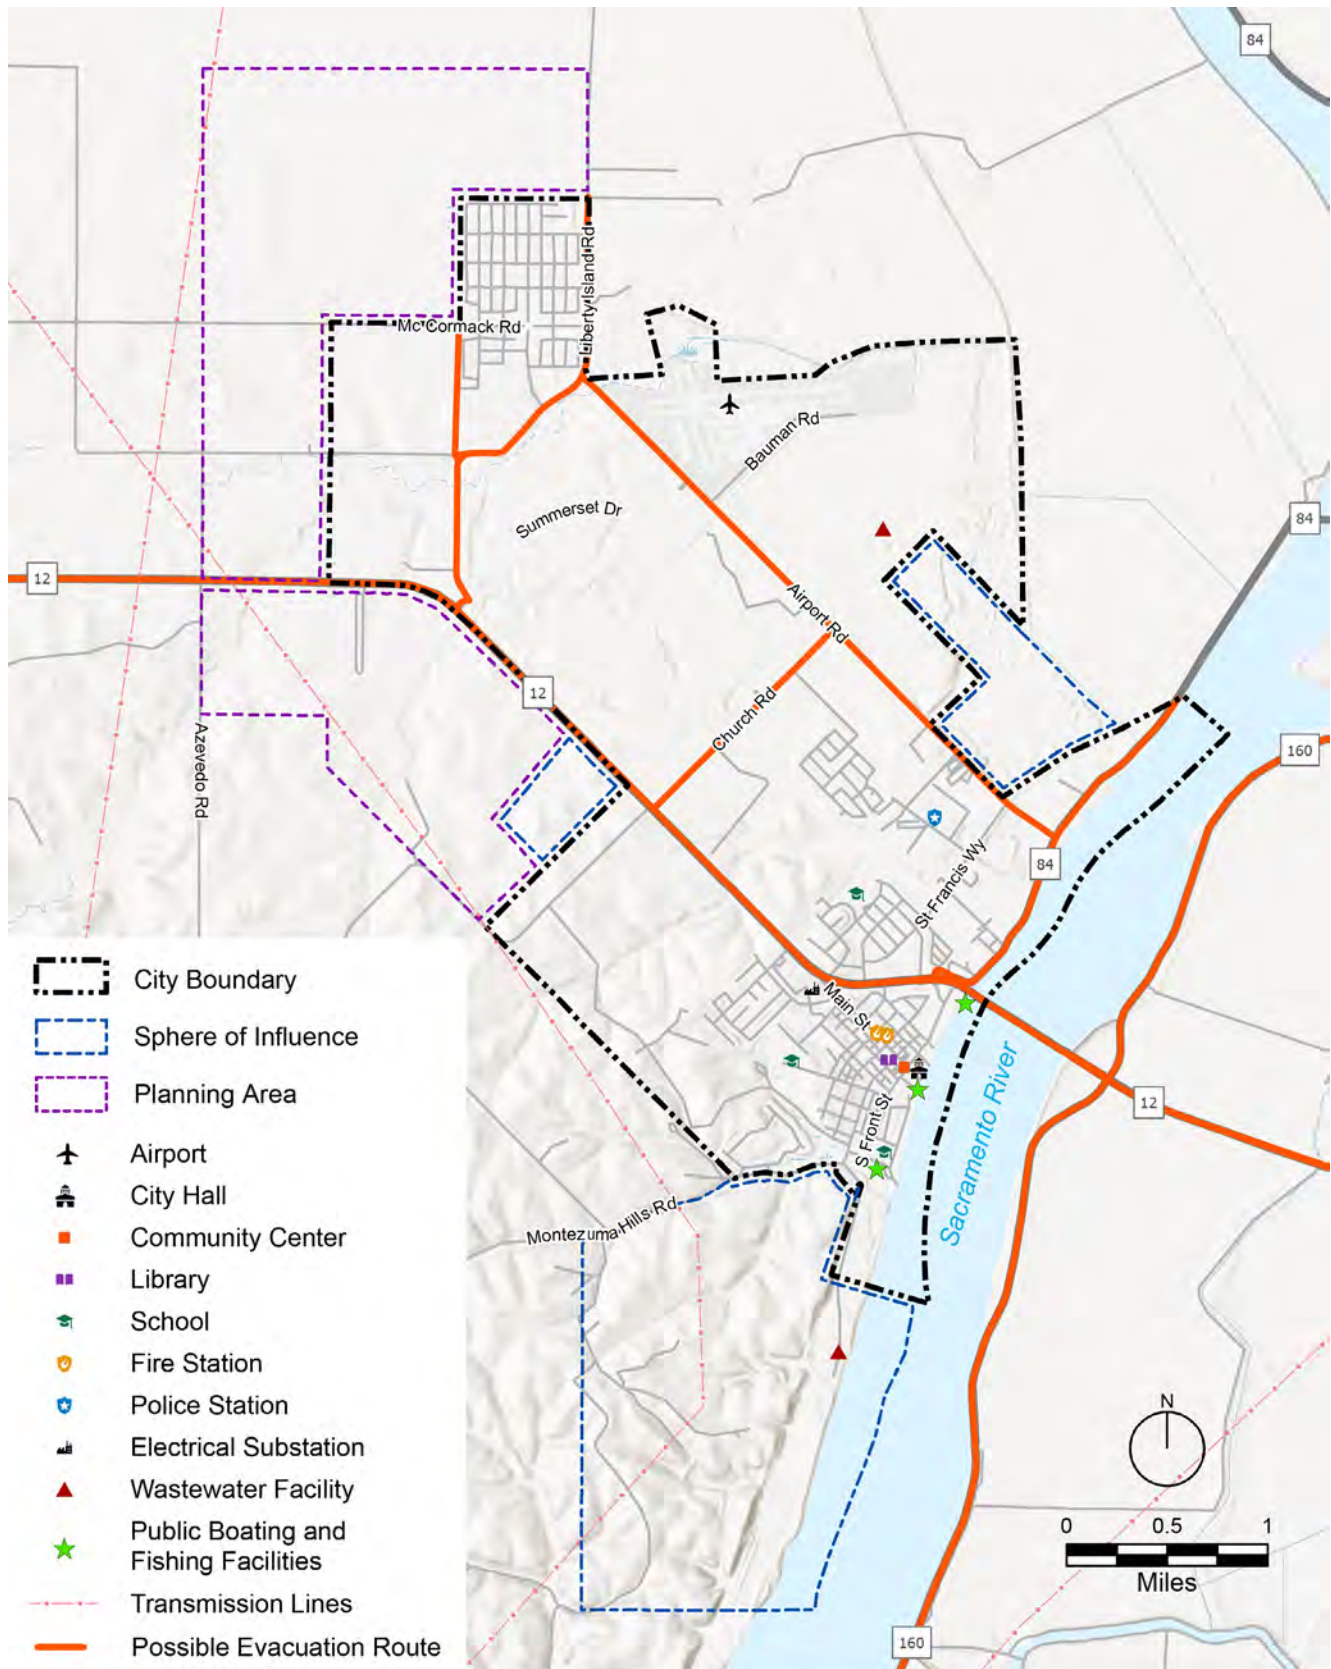 84
Liberty Island Rd
Mc Cormack Rd
Bauman Rd
Summerset Dr
84
12
Airport Rd
12
Church Rd
Azevedo Rd
160
St Francis Wy
84
Main St
Sacramento River
S Front St
12
Montezuma Hills Rd
City Boundary
Sphere of Influence
Planning Area
Airport
City Hall
Community Center
Library
School
Fire Station
Police Station
Electrical Substation
Wastewater Facility
Public Boating and
Fishing Facilities
Transmission Lines
Possible Evacuation Route
N
0 0.5 1
Miles
160